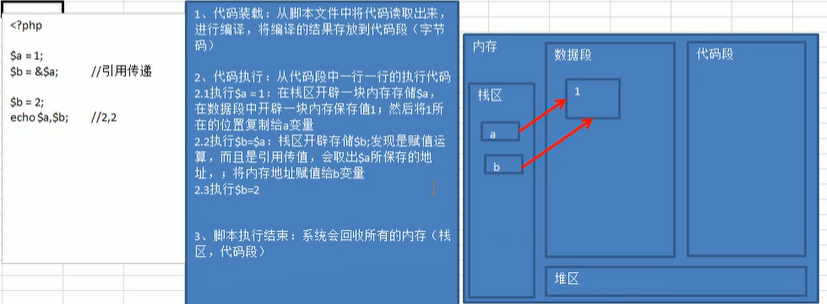 <?php
$a = 1;
$b = &$a; //引用传递
$b = 2;
echo $a,$b; //2,2
1、代码装载：从脚本文件中将代码读取出来，
进行编译，将编译的结果存放到代码段（字节
码）
2、代码执行：从代码段中一行一行的执行代码
2.1执行$a = 1：在栈区开辟一块内存存储$a，
在数据段中开辟一块内存保存值1；然后将1所
在的位置复制给a变量
2.2执行$b=$a：栈区开辟存储$b;发现是赋值运
算，而且是引用传值，会取出$a所保存的地
址，；将内存地址赋值给b变量
2.3执行$b=2
3、脚本执行结束：系统会回收所有的内存（栈
区，代码段）
内存
栈区
a
b
数据段
1
代码段
堆区